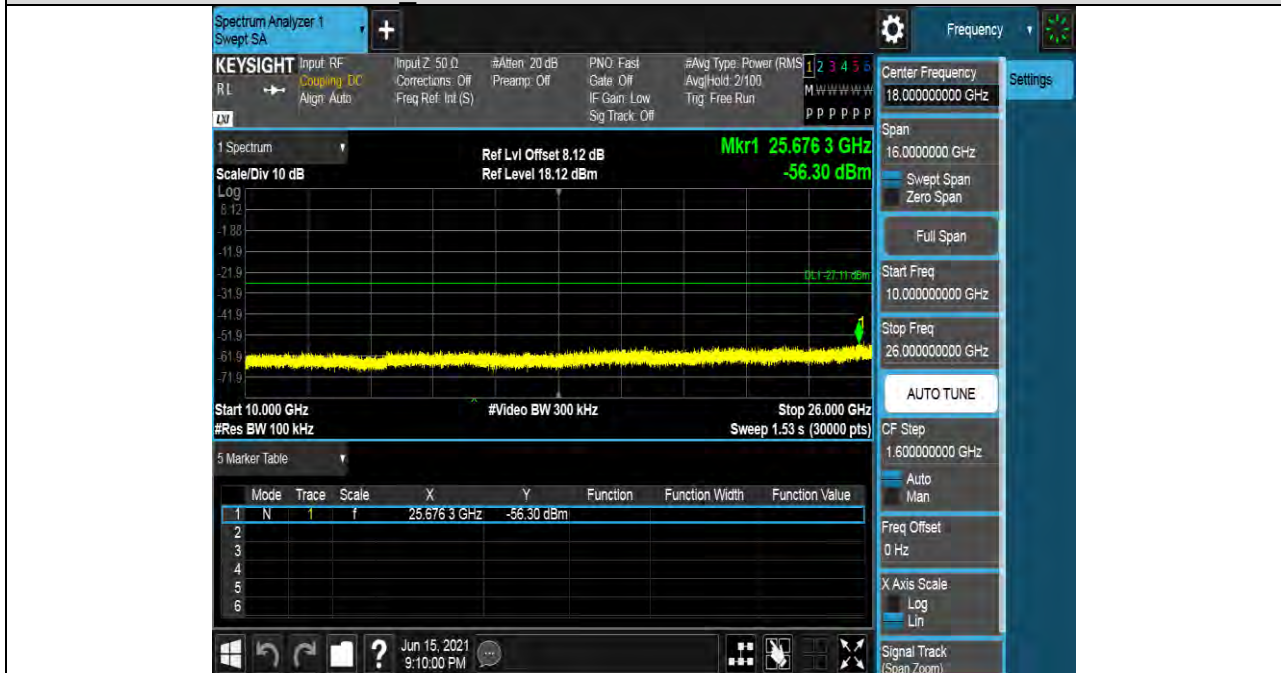 Spectrum Analyzer 1
Swept SA
Frequency
KEYSIGHT
RL
LXI
Input: RF
Coupling: DC
Align: Auto
Input Z: 50 Ω
Corrections: Off
Freq Ref: Int (S)
#Atten: 20 dB
Preamp: Off
PNO: Fast
Gate: Off
IF Gain: Low
Sig Track: Off
#Avg Type: Power (RMS
Avg|Hold: 2/100
Trig: Free Run
1 2 3 4 5 6
M W W W W W
P P P P P P
Settings
Center Frequency
18.000000000 GHz
1 Spectrum
Scale/Div 10 dB
Ref Lvl Offset 8.12 dB
Ref Level 18.12 dBm
Mkr1 25.676 3 GHz
-56.30 dBm
Log
8.12
-1.88
-11.9
-21.9
-31.9
-41.9
-51.9
-61.9
-71.9
DL1 -27.11 dBm
1
Start 10.000 GHz
#Res BW 100 kHz
#Video BW 300 kHz
Stop 26.000 GHz
Sweep 1.53 s (30000 pts)
Span
16.0000000 GHz
Swept Span
Zero Span
Full Span
Start Freq
10.000000000 GHz
Stop Freq
26.000000000 GHz
AUTO TUNE
CF Step
1.600000000 GHz
Auto
Man
Freq Offset
0 Hz
X Axis Scale
Log
Lin
Signal Track
(Span Zoom)
5 Marker Table
Mode Trace Scale X Y Function Function Width Function Value
1 N 1 f 25.676 3 GHz -56.30 dBm
2
3
4
5
6
?
Jun 15, 2021
9:10:00 PM